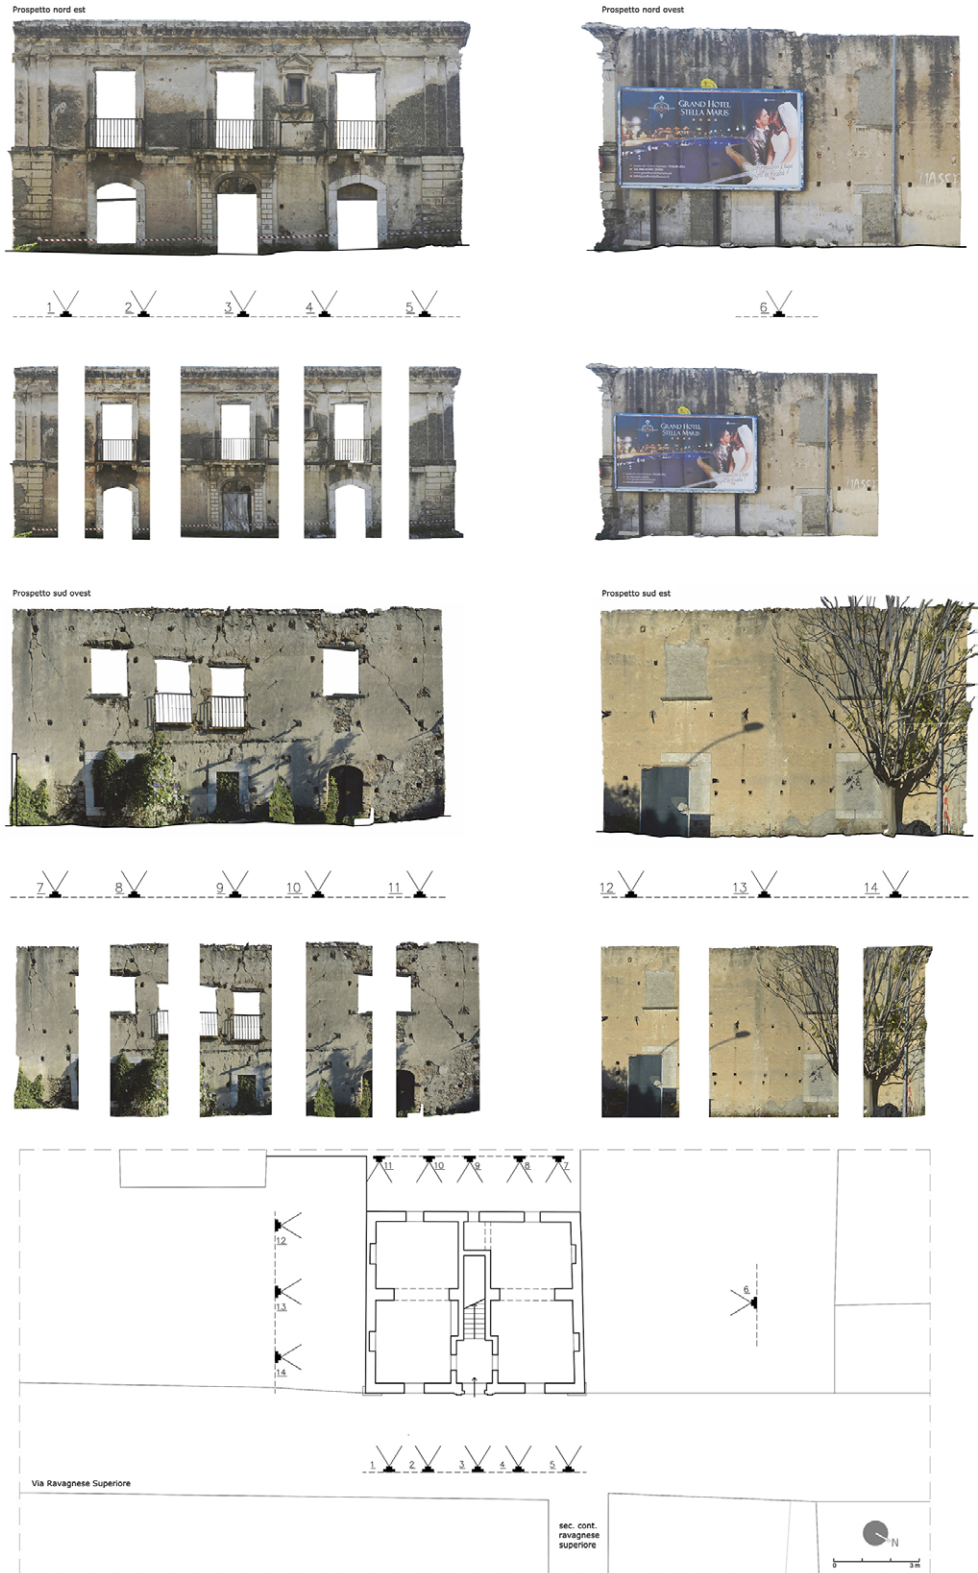 Prospetto nord est
Prospetto nord ovest
GRAND HOTEL
STELLA MARIS
MASSI
1 2 3 4 5
6
GRAND HOTEL
STELLA MARIS
MASSI
Prospetto sud ovest
Prospetto sud est
7 8 9 10 11
12 13 14
11 10 9 8 7
12
6
13
14
1 2 3 4 5
Via Ravagnese Superiore
sec. cont.
ravagnese
superiore
N
0 3 m